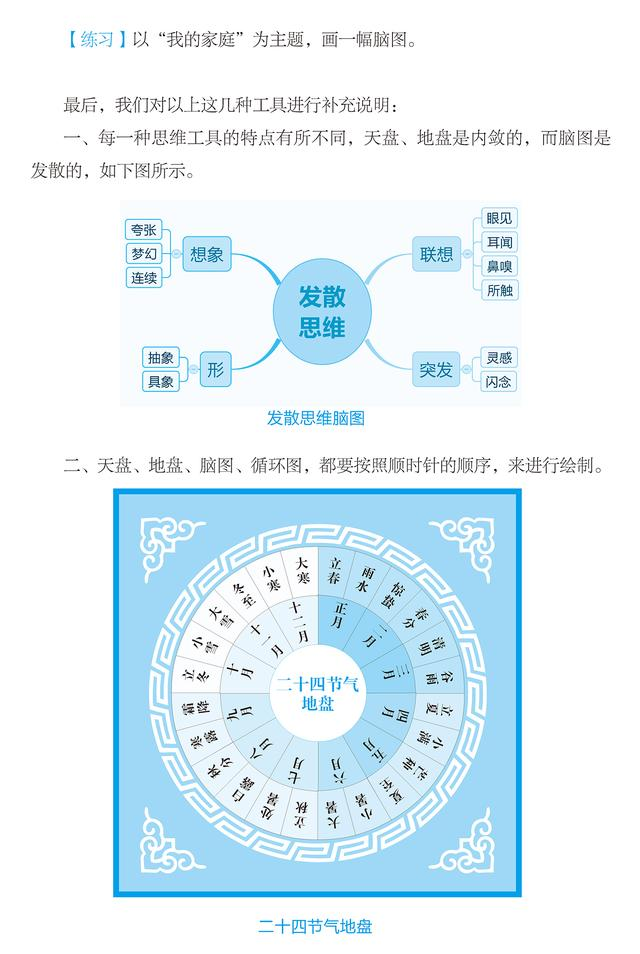 【练习】以“我的家庭”为主题，画一幅脑图。
最后，我们对以上这几种工具进行补充说明：
一、每一种思维工具的特点有所不同，天盘、地盘是内敛的，而脑图是
发散的，如下图所示。
夸张
梦幻
连续
想象
抽象
具象
形
发散
思维
联想
眼见
耳闻
鼻嗅
所触
突发
灵感
闪念
发散思维脑图
二、天盘、地盘、脑图、循环图，都要按照顺时针的顺序，来进行绘制。
立春
雨水
惊蛰
春分
清明
谷雨
立夏
小满
芒种
夏至
小暑
大暑
立秋
处暑
白露
秋分
寒露
霜降
立冬
小雪
大雪
冬至
小寒
大寒
正月
二月
三月
四月
五月
六月
七月
八月
九月
十月
十一月
十二月
二十四节气
地盘
二十四节气地盘